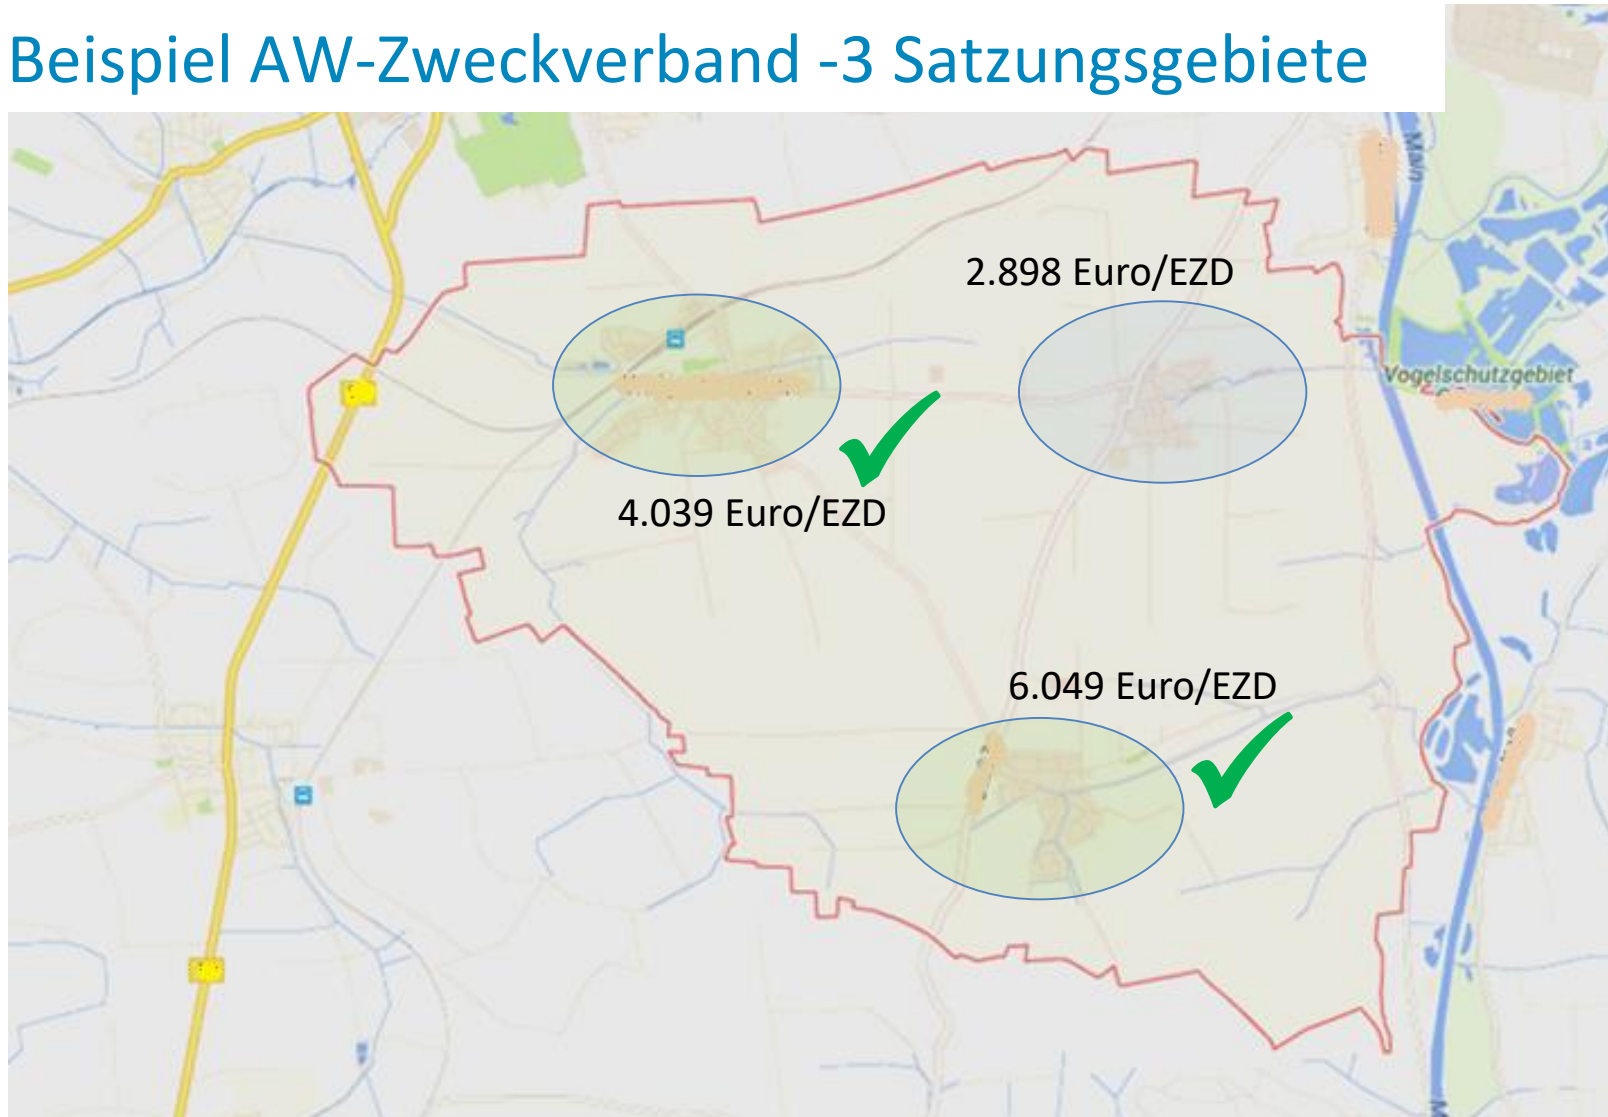 Beispiel AW-Zweckverband -3 Satzungsgebiete
Main
2.898 Euro/EZD
Vogelschutzgebiet
4.039 Euro/EZD
6.049 Euro/EZD